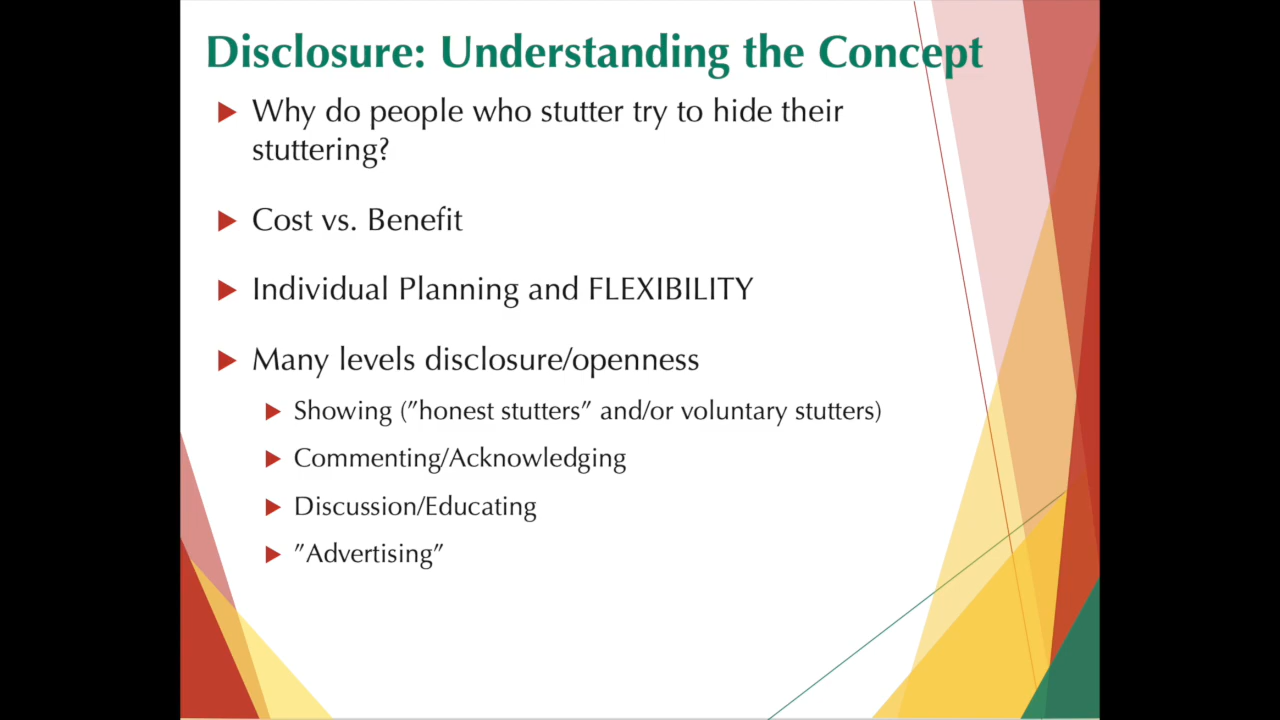 Disclosure: Understanding the Concept
Why do people who stutter try to hide their
stuttering?
Cost vs. Benefit
Individual Planning and FLEXIBILITY
Many levels disclosure/openness
Showing (”honest stutters” and/or voluntary stutters)
Commenting/Acknowledging
Discussion/Educating
”Advertising”